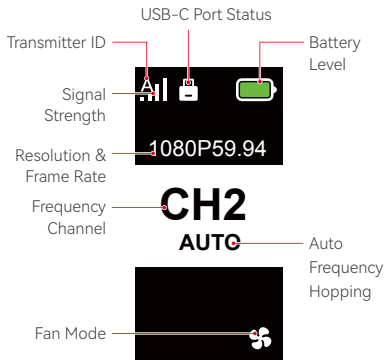 USB-C Port Status
Transmitter ID
Battery
Level
A
Signal
Strength
1080P59.94
Resolution &
Frame Rate
Frequency
Channel
CH2
AUTO
Auto
Frequency
Hopping
Fan Mode